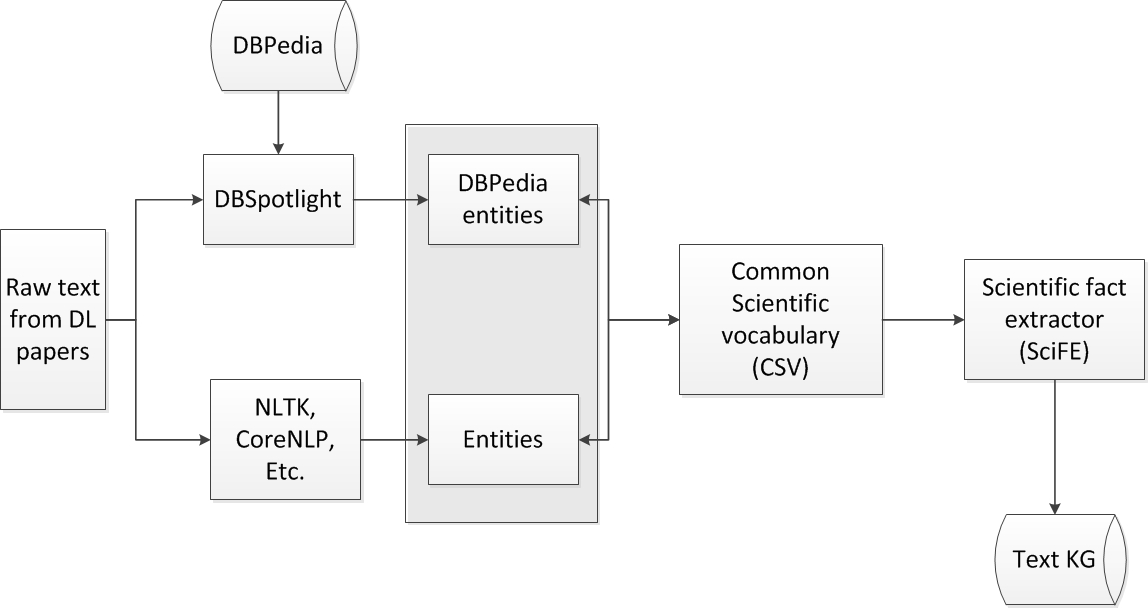 DBPedia
DBSpotlight
DBPedia
entities
Raw text
from DL
papers
NLTK,
CoreNLP,
Etc.
Entities
Common
Scientific
vocabulary
(CSV)
Scientific fact
extractor
(SciFE)
Text KG